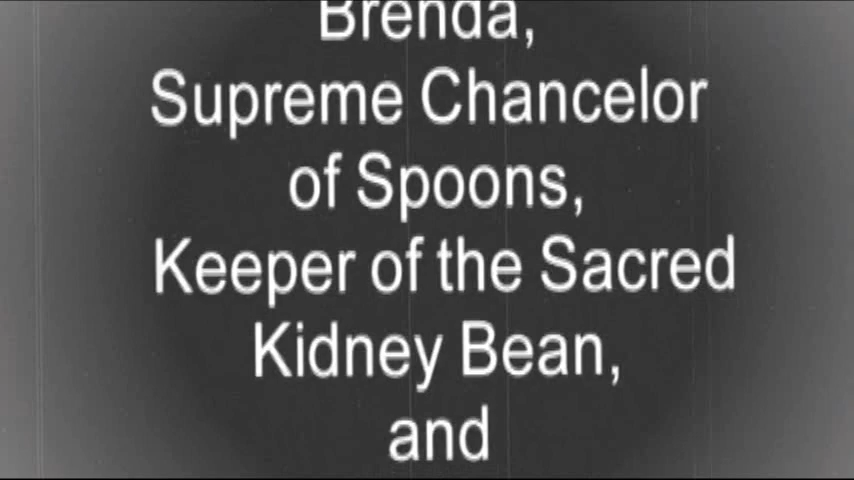 Brenda,
Supreme Chancelor
of Spoons,
Keeper of the Sacred
Kidney Bean,
and